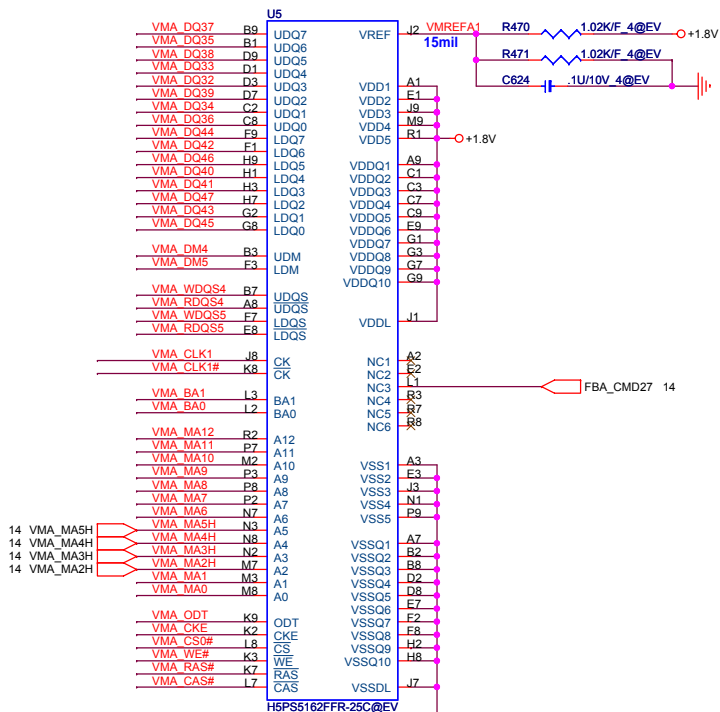 U5
VMA_DQ37 B9 UDQ7 VREF J2 VMREFA1 R470 1.02K/F_4@EV +1.8V
15mil
VMA_DQ35 B1 UDQ6
VMA_DQ38 D9 UDQ5 R471 1.02K/F_4@EV
VMA_DQ33 D1 UDQ4
VMA_DQ32 D3 UDQ3 VDD1 A1 C624 .1U/10V_4@EV
VMA_DQ39 D7 UDQ2 VDD2 E1
VMA_DQ34 C2 UDQ1 VDD3 J9
VMA_DQ36 C8 UDQ0 VDD4 M9
VMA_DQ44 F9 LDQ7 VDD5 R1 +1.8V
VMA_DQ42 F1 LDQ6
VMA_DQ46 H9 LDQ5 VDDQ1 A9
VMA_DQ40 H1 LDQ4 VDDQ2 C1
VMA_DQ41 H3 LDQ3 VDDQ3 C3
VMA_DQ47 H7 LDQ2 VDDQ4 C7
VMA_DQ43 G2 LDQ1 VDDQ5 C9
VMA_DQ45 G8 LDQ0 VDDQ6 E9
VDDQ7 G1
VMA_DM4 B3 UDM VDDQ8 G3
VMA_DM5 F3 LDM VDDQ9 G7
VDDQ10 G9
VMA_WDQS4 B7 UDQS
VMA_RDQS4 A8 UDQS
VMA_WDQS5 F7 LDQS VDDL J1
VMA_RDQS5 E8 LDQS
VMA_CLK1 J8 CK NC1 A2
VMA_CLK1# K8 CK NC2 E2
NC3 L1 FBA_CMD27 14
VMA_BA1 L3 BA1 NC4 R3
VMA_BA0 L2 BA0 NC5 R7
NC6 R8
VMA_MA12 R2 A12
VMA_MA11 P7 A11
VMA_MA10 M2 A10 VSS1 A3
VMA_MA9 P3 A9 VSS2 E3
VMA_MA8 P8 A8 VSS3 J3
VMA_MA7 P2 A7 VSS4 N1
VMA_MA6 N7 A6 VSS5 P9
14 VMA_MA5H VMA_MA5H N3 A5
14 VMA_MA4H VMA_MA4H N8 A4 VSSQ1 A7
14 VMA_MA3H VMA_MA3H N2 A3 VSSQ2 B2
14 VMA_MA2H VMA_MA2H M7 A2 VSSQ3 B8
VMA_MA1 M3 A1 VSSQ4 D2
VMA_MA0 M8 A0 VSSQ5 D8
VSSQ6 E7
VMA_ODT K9 ODT VSSQ7 F2
VMA_CKE K2 CKE VSSQ8 F8
VMA_CS0# L8 CS VSSQ9 H2
VMA_WE# K3 WE VSSQ10 H8
VMA_RAS# K7 RAS
VMA_CAS# L7 CAS VSSDL J7
H5PS5162FFR-25C@EV